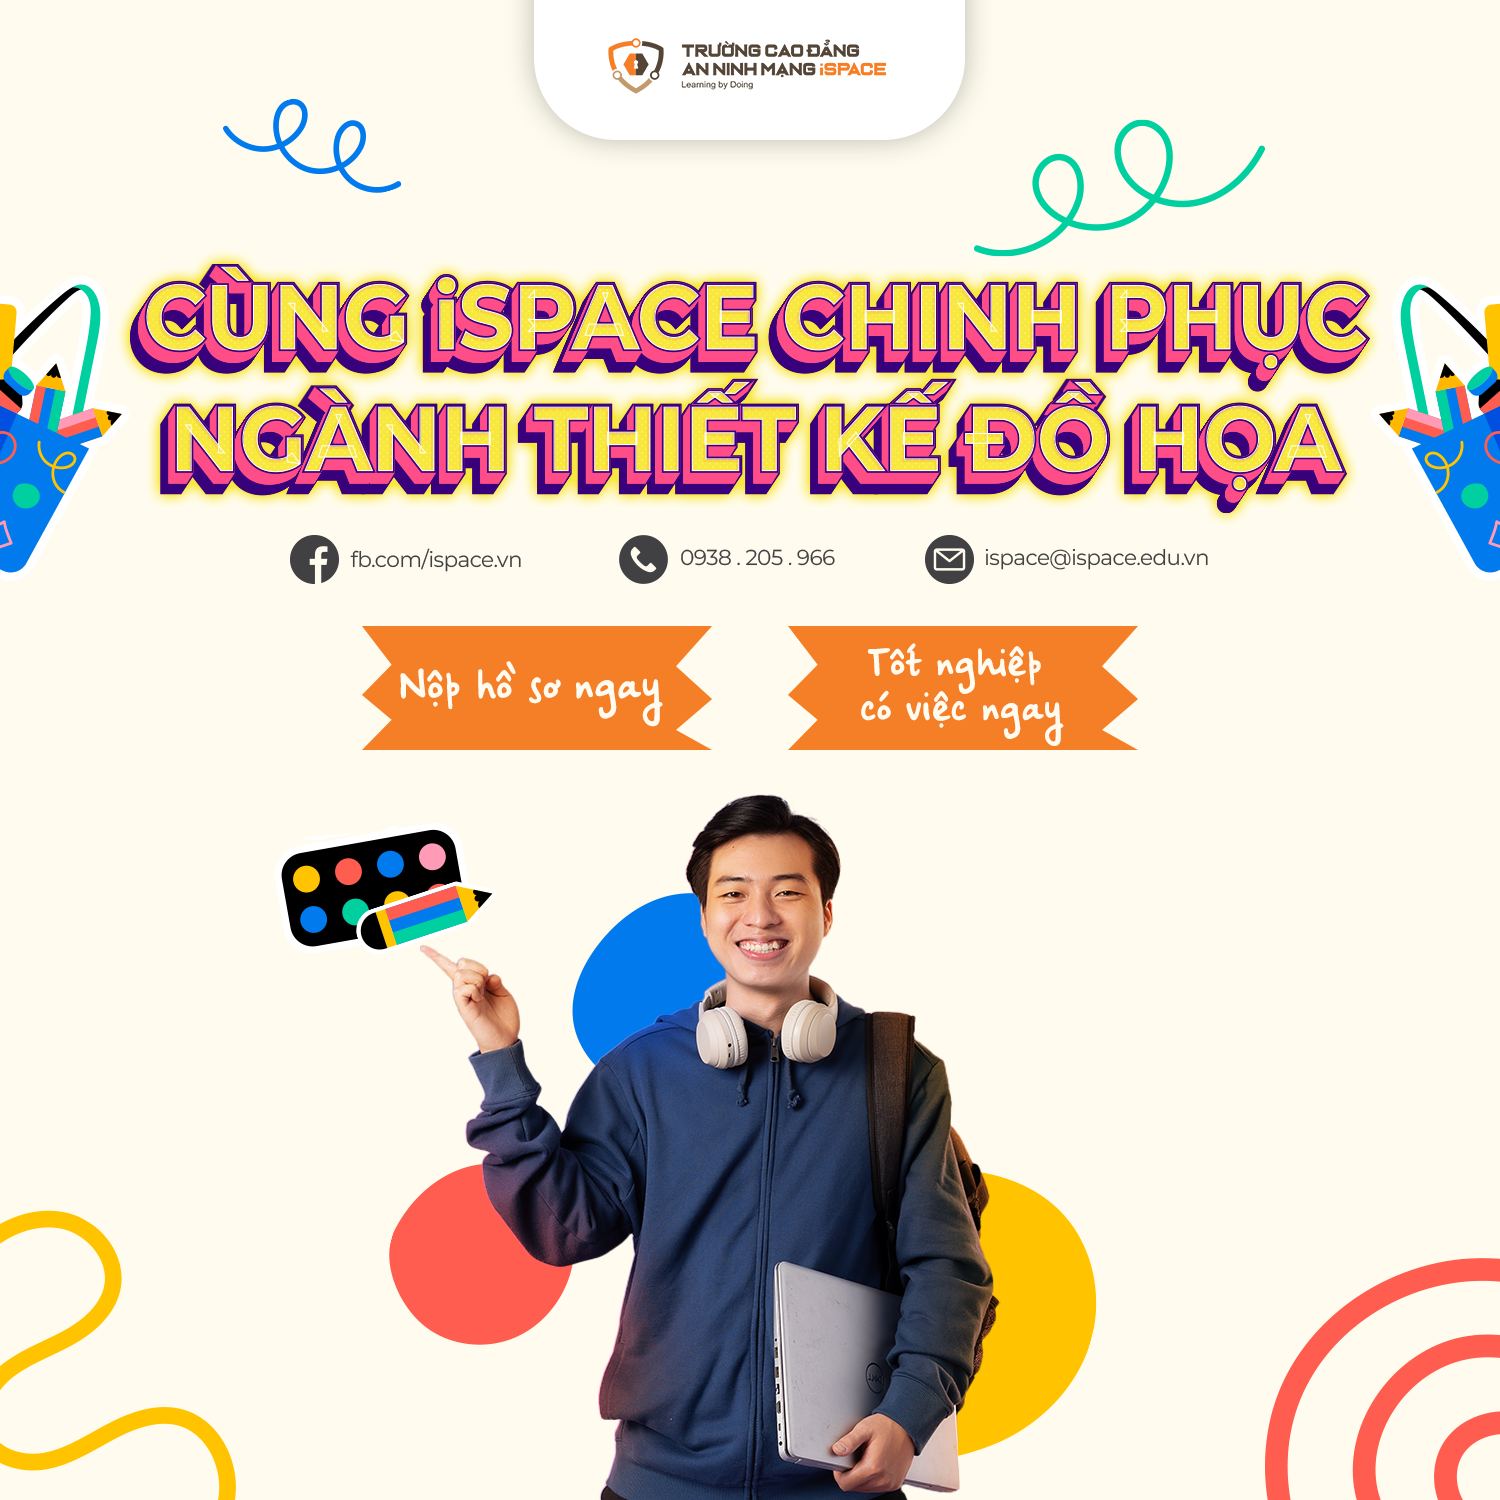 TRƯỜNG CAO ĐẲNG
AN NINH MẠNG iSPACE
Learning by Doing
CÙNG iSPACE CHINH PHỤC
NGÀNH THIẾT KẾ ĐỒ HỌA
fb.com/ispace.vn
0938 . 205 . 966
ispace@ispace.edu.vn
Nộp hồ sơ ngay
Tốt nghiệp
có việc ngay